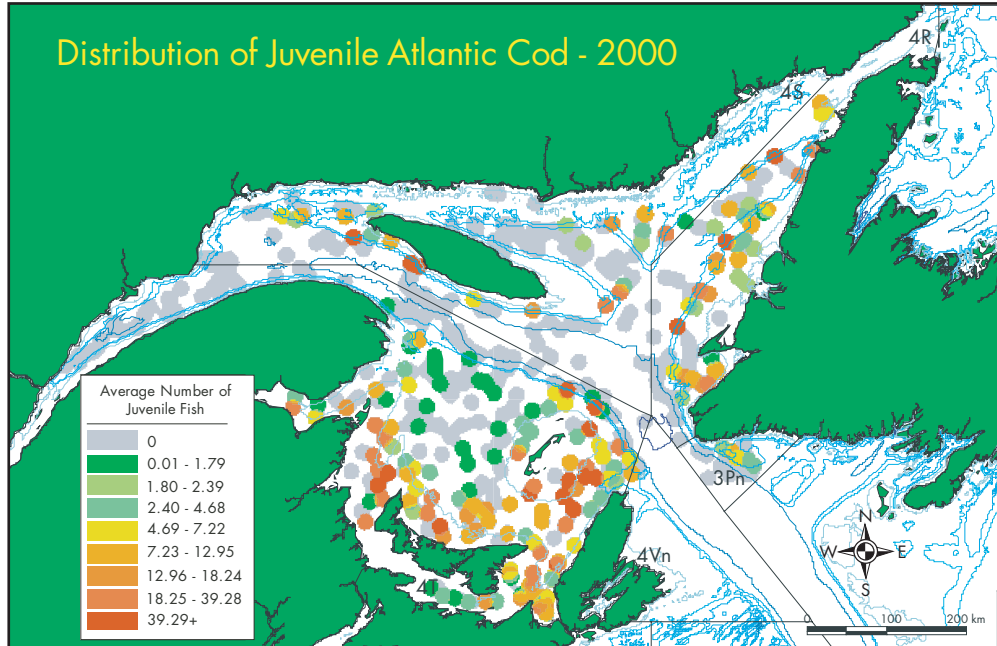 Distribution of Juvenile Atlantic Cod - 2000
4R
4S
Average Number of
Juvenile Fish
0
0.01 - 1.79
1.80 - 2.39
2.40 - 4.68
4.69 - 7.22
7.23 - 12.95
12.96 - 18.24
18.25 - 39.28
39.29+
3Pn
4Vn
4T
N
W E
S
0 100 200 km